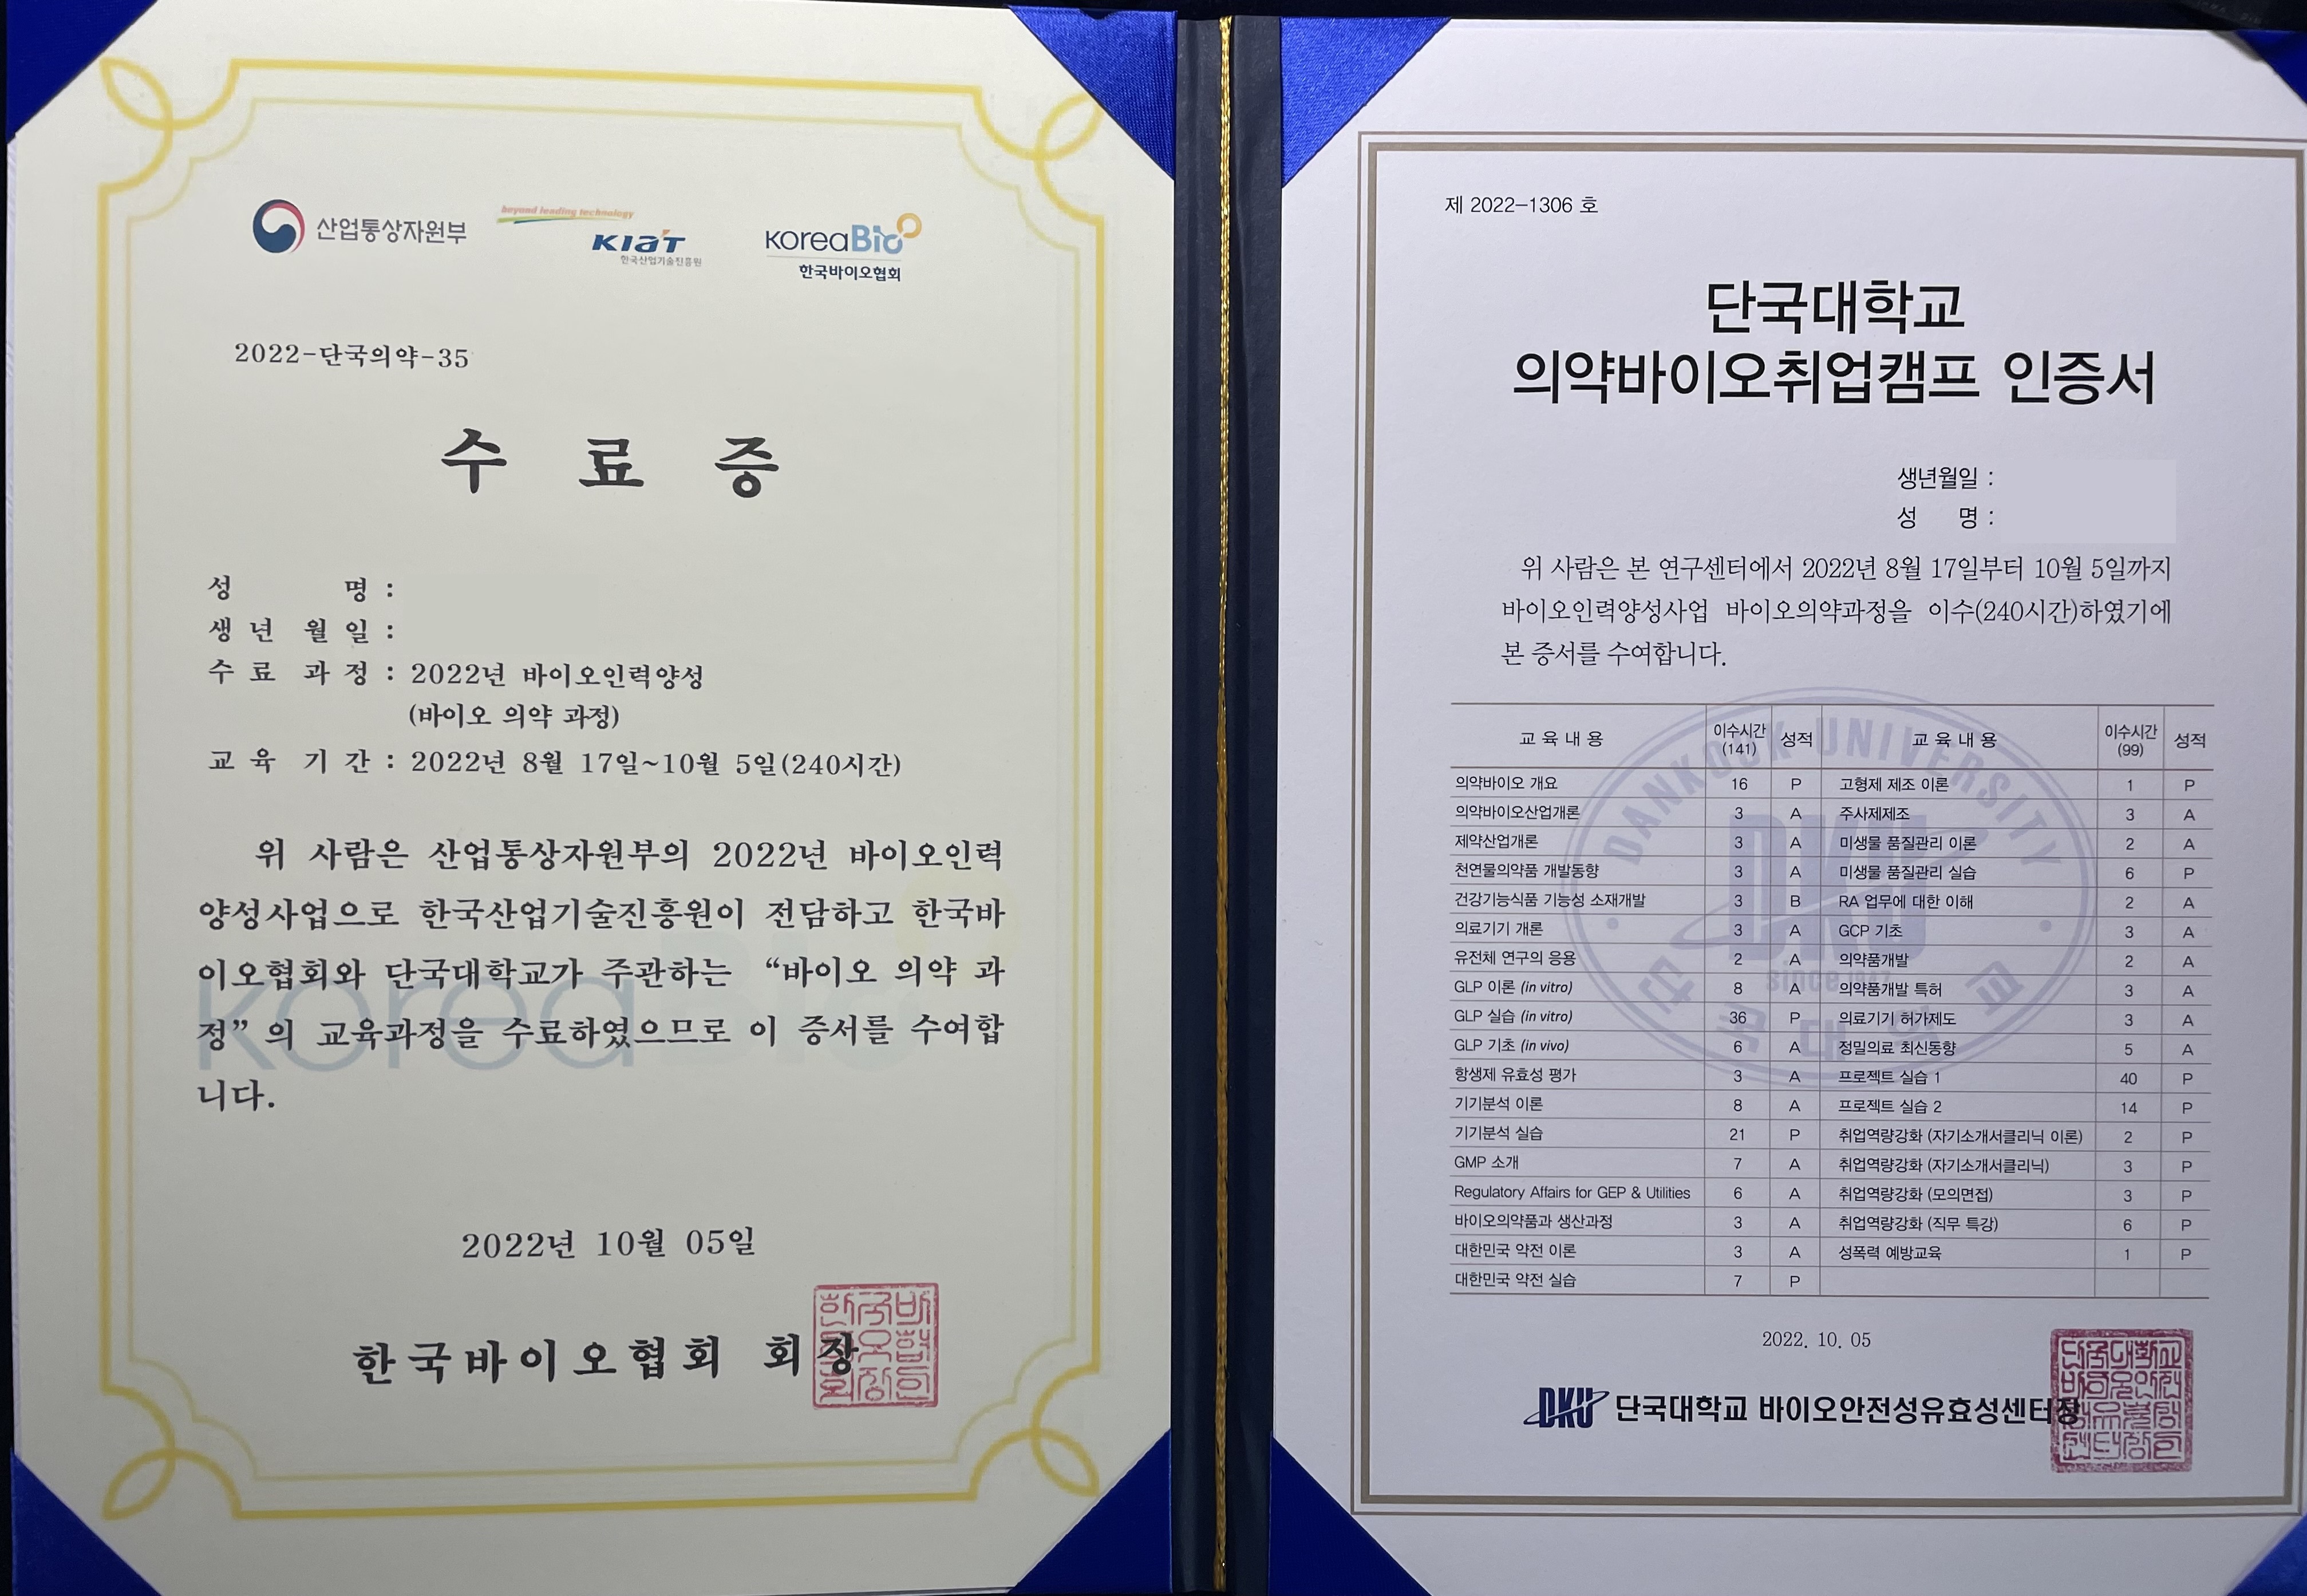 산업통상자원부
beyond leading technology
KIAT
한국산업기술진흥원
KoreaBio
한국바이오협회
2022-단국의약-35
수 료 증
성 명 :
생 년 월 일 :
수 료 과 정 : 2022년 바이오인력양성
(바이오 의약 과정)
교 육 기 간 : 2022년 8월 17일~10월 5일(240시간)
위 사람은 산업통상자원부의 2022년 바이오인력
양성사업으로 한국산업기술진흥원이 전담하고 한국바
이오협회와 단국대학교가 주관하는 “바이오 의약 과
정” 의 교육과정을 수료하였으므로 이 증서를 수여합
니다.
koreaBio
2022년 10월 05일
한국바이오협회 회장
제 2022-1306 호
단국대학교
의약바이오취업캠프 인증서
생년월일 :
성 명 :
위 사람은 본 연구센터에서 2022년 8월 17일부터 10월 5일까지
바이오인력양성사업 바이오의약과정을 이수(240시간)하였기에
본 증서를 수여합니다.
교 육 내 용 이수시간 (141) 성적 교 육 내 용 이수시간 (99) 성적
의약바이오 개요 16 P 고형제 제조 이론 1 P
의약바이오산업개론 3 A 주사제제조 3 A
제약산업개론 3 A 미생물 품질관리 이론 2 A
천연물의약품 개발동향 3 A 미생물 품질관리 실습 6 P
건강기능식품 기능성 소재개발 3 B RA 업무에 대한 이해 2 A
의료기기 개론 3 A GCP 기초 3 A
유전체 연구의 응용 2 A 의약품개발 2 A
GLP 이론 (in vitro) 8 A 의약품개발 특허 3 A
GLP 실습 (in vitro) 36 P 의료기기 허가제도 3 A
GLP 기초 (in vivo) 6 A 정밀의료 최신동향 5 A
항생제 유효성 평가 3 A 프로젝트 실습 1 40 P
기기분석 이론 8 A 프로젝트 실습 2 14 P
기기분석 실습 21 P 취업역량강화 (자기소개서클리닉 이론) 2 P
GMP 소개 7 A 취업역량강화 (자기소개서클리닉) 3 P
Regulatory Affairs for GEP & Utilities 6 A 취업역량강화 (모의면접) 3 P
바이오의약품과 생산과정 3 A 취업역량강화 (직무 특강) 6 P
대한민국 약전 이론 3 A 성폭력 예방교육 1 P
대한민국 약전 실습 7 P
DANKOOK UNIVERSITY
DKU
SINCE 1947
단국대학교
2022. 10. 05
DKU 단국대학교 바이오안전성유효성센터장